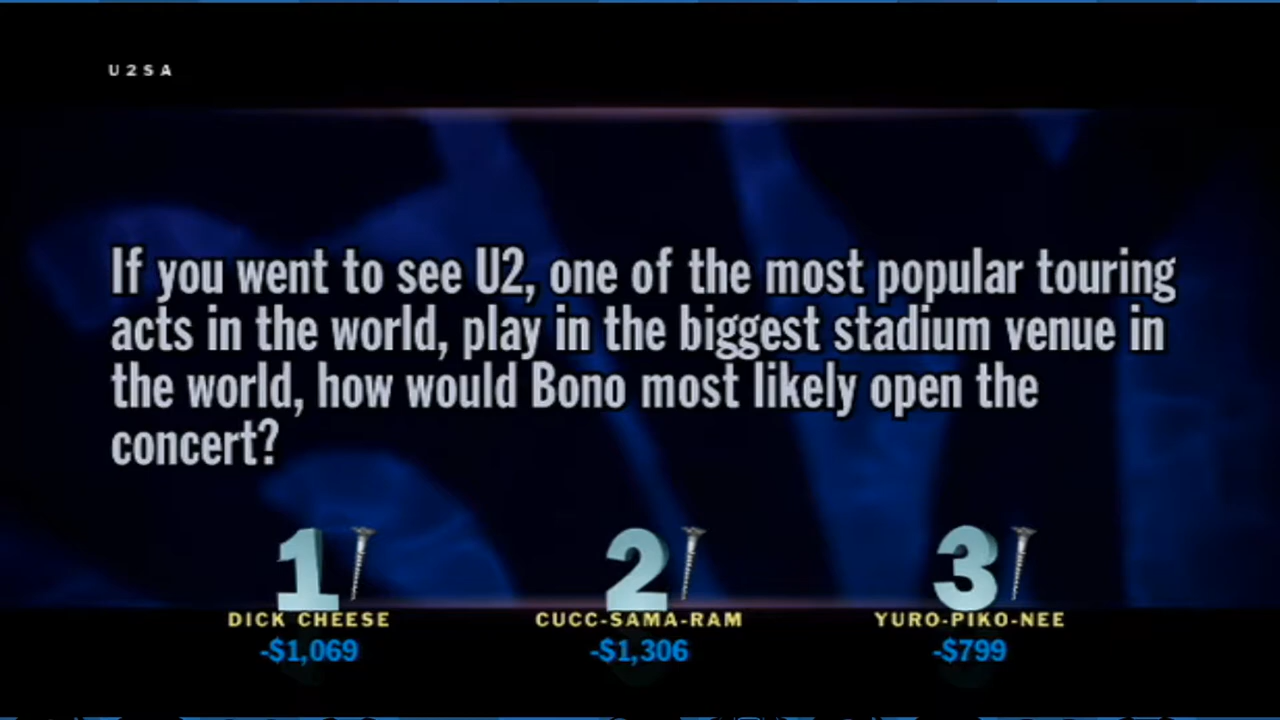 U2SA
If you went to see U2, one of the most popular touring
acts in the world, play in the biggest stadium venue in
the world, how would Bono most likely open the
concert?
1 2 3
DICK CHEESE CUCC-SAMA-RAM YURO-PIKO-NEE
-$1,069 -$1,306 -$799